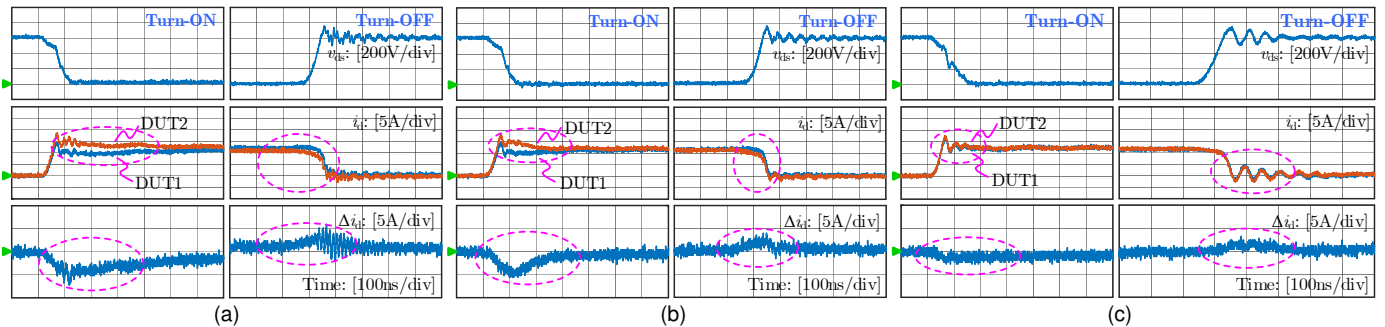 Turn-ON
Turn-OFF
v_ds: [200V/div]
DUT2
DUT1
i_d: [5A/div]
Δi_d: [5A/div]
Time: [100ns/div]
(a)
Turn-ON
Turn-OFF
v_ds: [200V/div]
DUT2
DUT1
i_d: [5A/div]
Δi_d: [5A/div]
Time: [100ns/div]
(b)
Turn-ON
Turn-OFF
v_ds: [200V/div]
DUT2
DUT1
i_d: [5A/div]
Δi_d: [5A/div]
Time: [100ns/div]
(c)